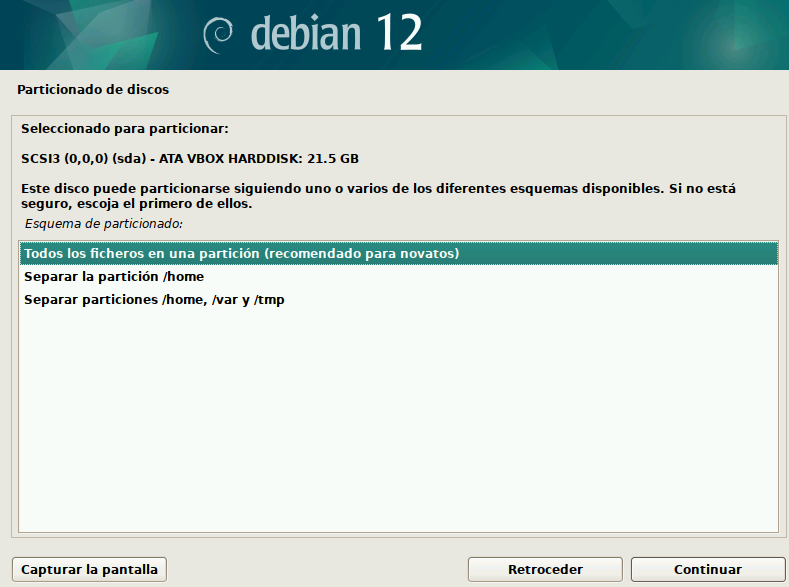 debian 12
Particionado de discos
Seleccionado para particionar:
SCSI3 (0,0,0) (sda) - ATA VBOX HARDDISK: 21.5 GB
Este disco puede particionarse siguiendo uno o varios de los diferentes esquemas disponibles. Si no está
seguro, escoja el primero de ellos.
Esquema de particionado:
Todos los ficheros en una partición (recomendado para novatos)
Separar la partición /home
Separar particiones /home, /var y /tmp
Capturar la pantalla
Retroceder
Continuar